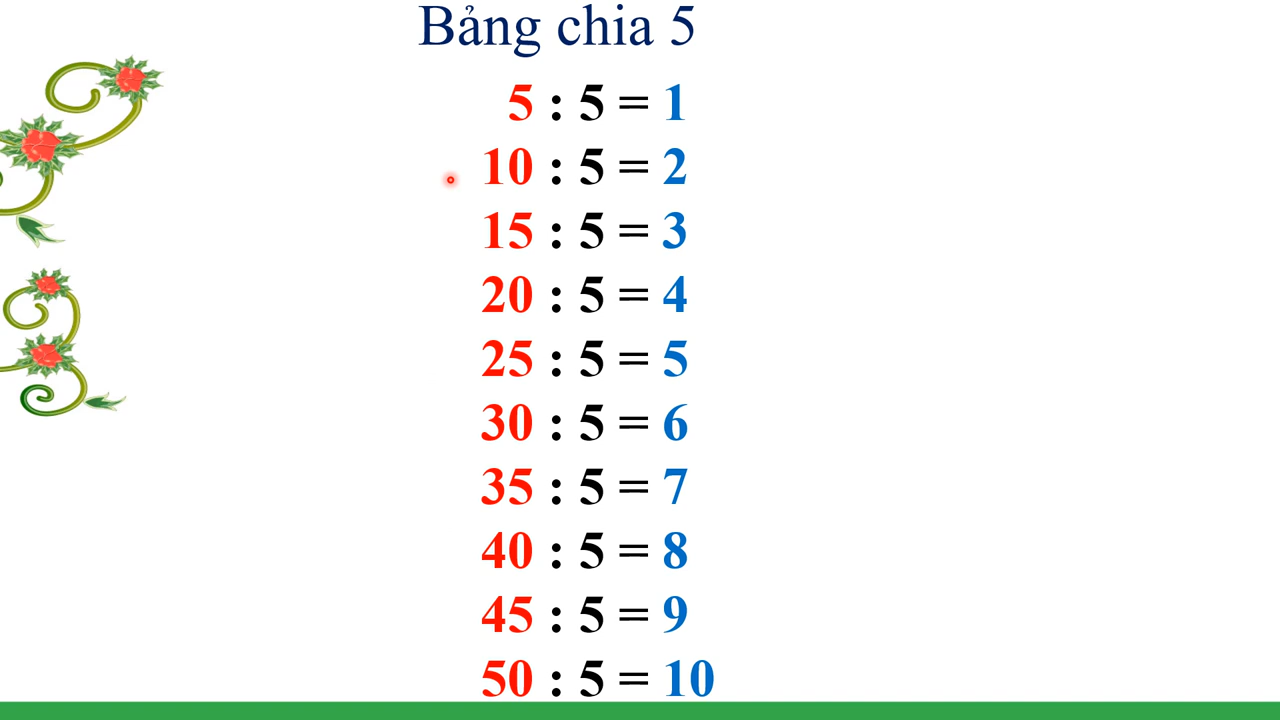 Bảng chia 5
5 : 5 = 1
10 : 5 = 2
15 : 5 = 3
20 : 5 = 4
25 : 5 = 5
30 : 5 = 6
35 : 5 = 7
40 : 5 = 8
45 : 5 = 9
50 : 5 = 10